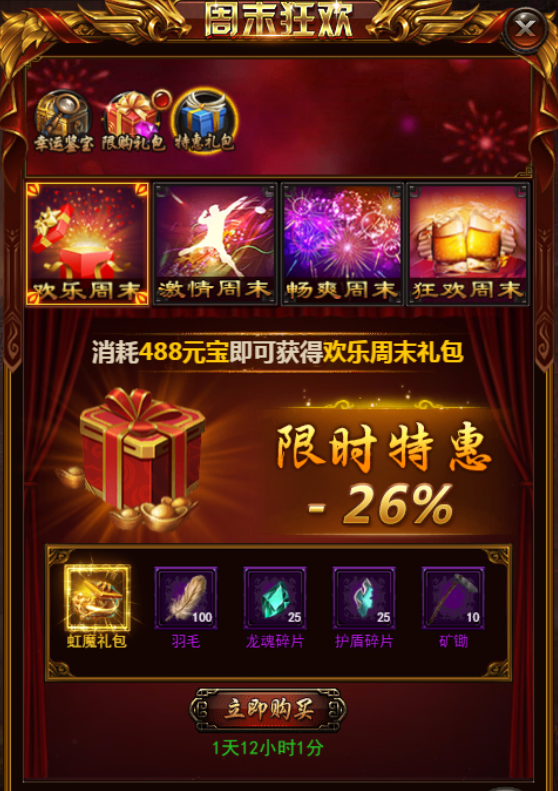 周末狂欢
幸运鉴宝 限购礼包 特惠礼包
欢乐周末 激情周末 畅爽周末 狂欢周末
消耗488元宝即可获得欢乐周末礼包
限时特惠
- 26%
100 25 25 10
虹魔礼包 羽毛 龙魂碎片 护盾碎片 矿锄
立即购买
1天12小时1分